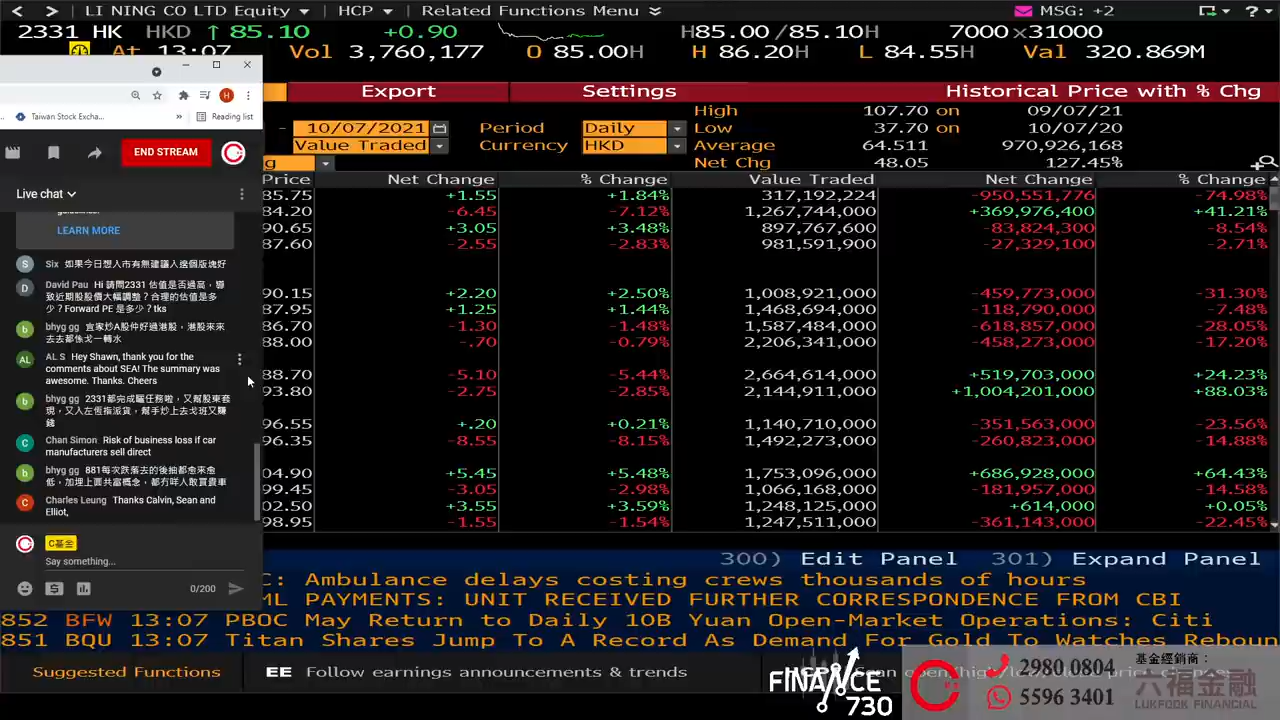 LI NING CO LTD Equity HCP Related Functions Menu MSG: +2
2331 HK HKD ↑ 85.10 +0.90 H85.00/85.10H 7000x31000
At 13:07 Vol 3,760,177 O 85.00H H 86.20H L 84.55H Val 320.869M
Export Settings Historical Price with % Chg
High 107.70 on 09/07/21
- 10/07/2021 Period Daily Low 37.70 on 10/07/20
Value Traded Currency HKD Average 64.511 970,926,168
g Net Chg 48.05 127.45%
Price Net Change % Change Value Traded Net Change % Change
85.75 +1.55 +1.84% 317,192,224 -950,551,776 -74.98%
84.20 -6.45 -7.12% 1,267,744,000 +369,976,400 +41.21%
90.65 +3.05 +3.48% 897,767,600 -83,824,300 -8.54%
87.60 -2.55 -2.83% 981,591,900 -27,329,100 -2.71%
90.15 +2.20 +2.50% 1,008,921,000 -459,773,000 -31.30%
87.95 +1.25 +1.44% 1,468,694,000 -118,790,000 -7.48%
86.70 -1.30 -1.48% 1,587,484,000 -618,857,000 -28.05%
88.00 -.70 -0.79% 2,206,341,000 -458,273,000 -17.20%
88.70 -5.10 -5.44% 2,664,614,000 +519,703,000 +24.23%
93.80 -2.75 -2.85% 2,144,911,000 +1,004,201,000 +88.03%
96.55 +.20 +0.21% 1,140,710,000 -351,563,000 -23.56%
96.35 -8.55 -8.15% 1,492,273,000 -260,823,000 -14.88%
04.90 +5.45 +5.48% 1,753,096,000 +686,928,000 +64.43%
99.45 -3.05 -2.98% 1,066,168,000 -181,957,000 -14.58%
02.50 +3.55 +3.59% 1,248,125,000 +614,000 +0.05%
98.95 -1.55 -1.54% 1,247,511,000 -361,143,000 -22.45%
H
Taiwan Stock Excha... » Reading list
END STREAM
Live chat
LEARN MORE
S Six 如果今日想入市有無建議人邊個版塊好
D David Pau Hi 請問2331 估值是否過高，導
致近期股股價大幅調整？合理的估值是多
少？Forward PE 是多少？tks
b bhyg gg 宜家炒A股仲好過港股，港股來來
去去都係戈一轉水
AL AL S Hey Shawn, thank you for the
comments about SEA! The summary was
awesome. Thanks. Cheers
b bhyg gg 2331都完成驅任務啦，又幫股東套
現，又人左恆指派貨，幫手炒上去戈班又賺
錢
C Chan Simon Risk of business loss if car
manufacturers sell direct
b bhyg gg 881每次跌落去的後抽都愈來愈
低，加埋上面共富概念，都冇咩人敢買貴車
C Charles Leung Thanks Calvin, Sean and
Elliot,
C基金
Say something...
0/200
300) Edit Panel 301) Expand Panel
C: Ambulance delays costing crews thousands of hours
ML PAYMENTS: UNIT RECEIVED FURTHER CORRESPONDENCE FROM CBI
852 BFW 13:07 PBOC May Return to Daily 10B Yuan Open-Market Operations: Citi
851 BQU 13:07 Titan Shares Jump To A Record As Demand For Gold To Watches Reboun
Suggested Functions EE Follow earnings announcements & trends
FINANCE
730
2980 0804
5596 3401
基金經銷商：
六福金融
LUKFOOK FINANCIAL